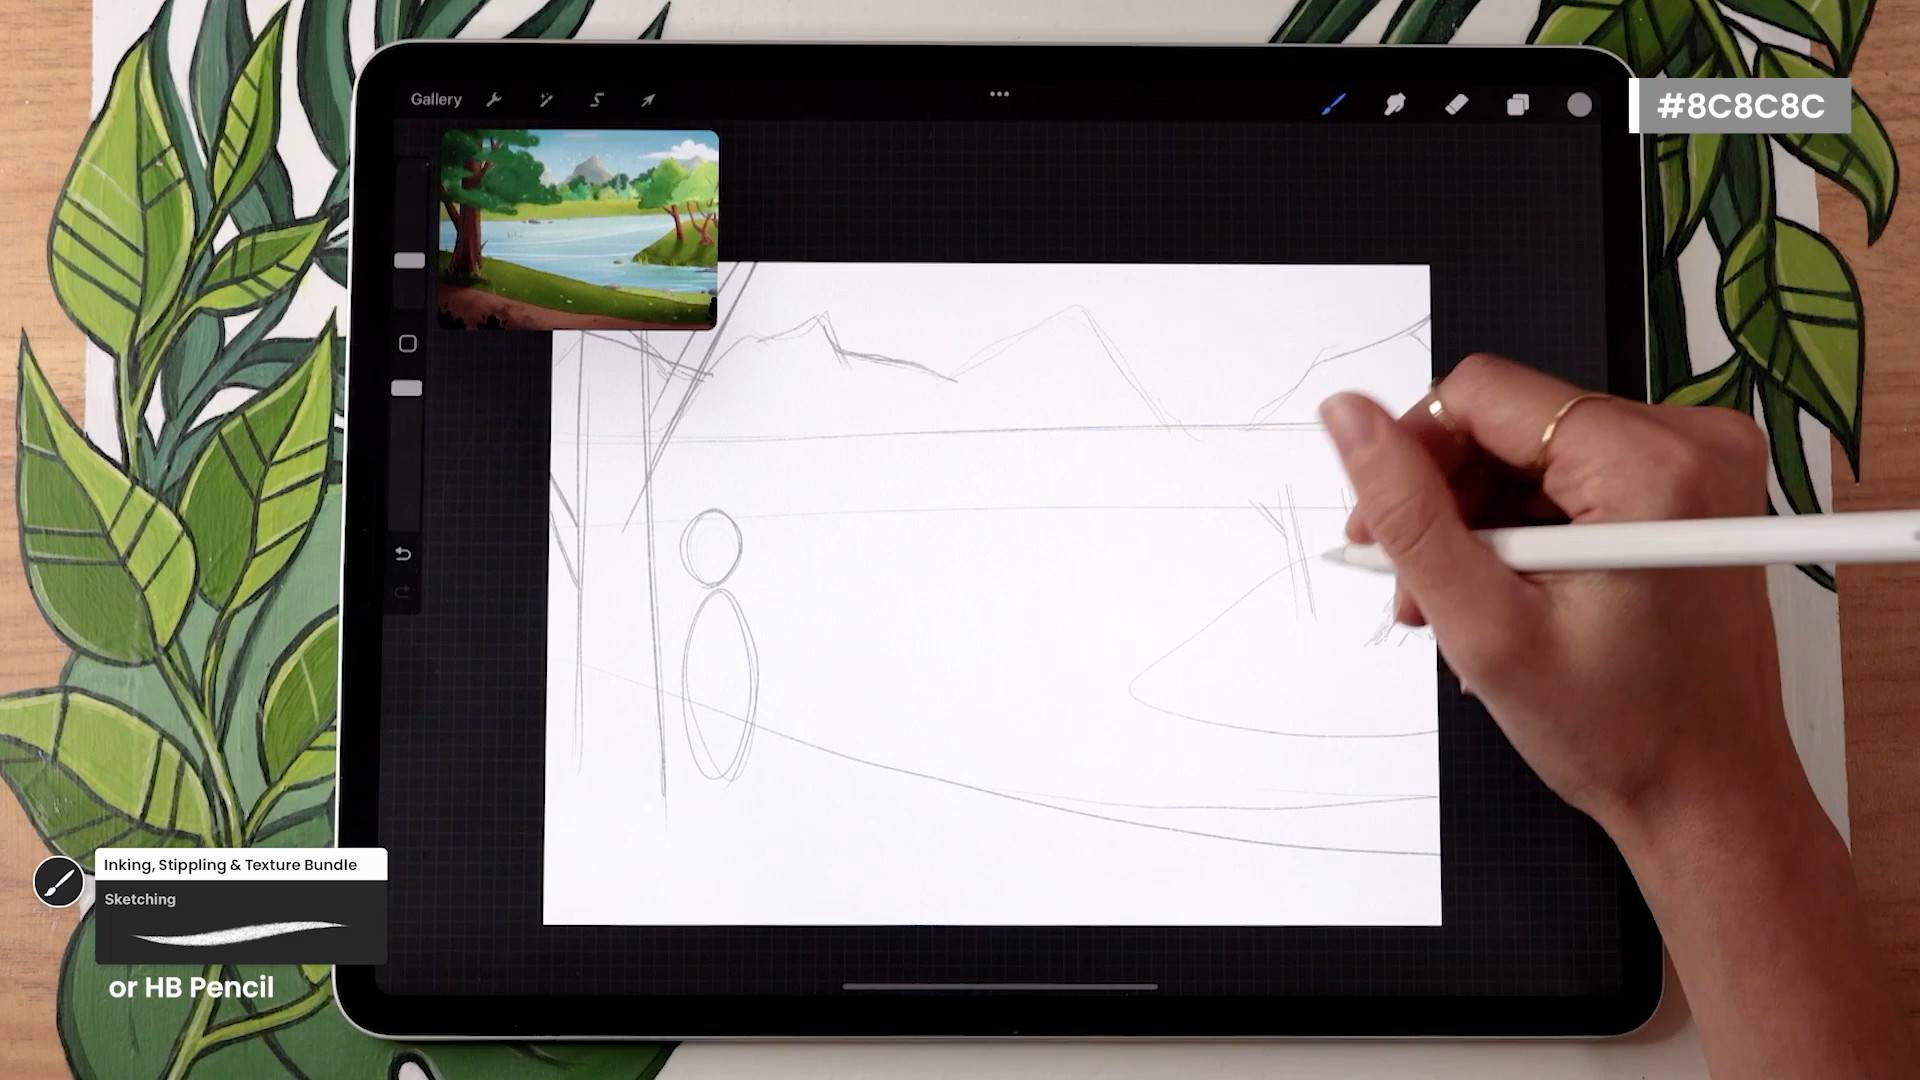 Gallery
#8C8C8C
Inking, Stippling & Texture Bundle
Sketching
or HB Pencil